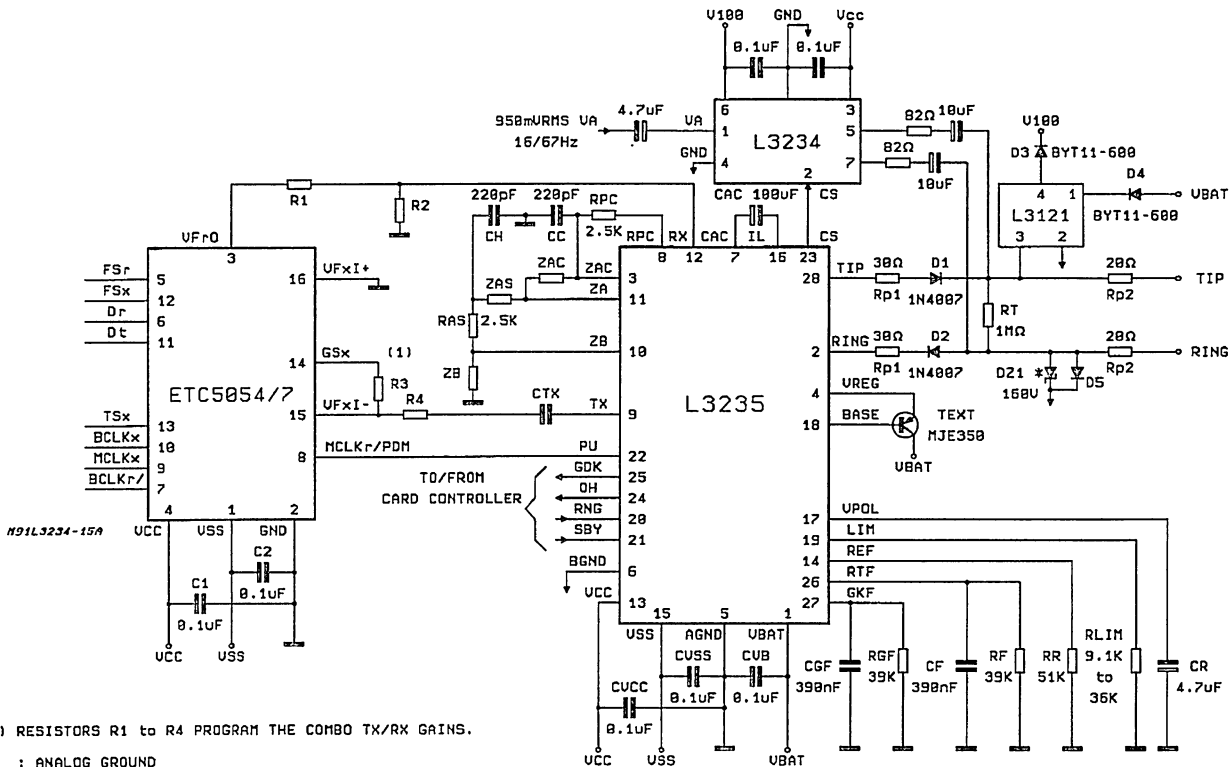 V100 GND Vcc
0.1uF 0.1uF
4.7uF
950mVRMS VA
16/67Hz
VA
6 3
1 5
L3234
GND 4 7
2
82Ω 10uF
82Ω
10uF
V100
D3 BYT11-600
D4
4 1
VBAT
L3121
BYT11-600
3 2
R1
R2
220pF 220pF RPC
CH CC 2.5K
CAC 100uF CS
RPC RX CAC IL CS
8 12 7 16 23
VFrO
3
FSr 5
FSx 12
Dr 6
Dt 11
16 VFxI+
ZAC
ZAC 3
ZAS
ZA 11
RAS 2.5K
ZB 10
ZB
28 TIP 30Ω D1
Rp1 1N4007
20Ω
Rp2
TIP
RT
1MΩ
2 RING 30Ω D2
Rp1 1N4007
20Ω
Rp2
RING
DZ1 *
160V
D5
14 GSx (1)
R3
ETC5054/7
15 VFxI-
R4
CTX
TX 9
L3235
4 VREG
18 BASE
TEXT
MJE350
VBAT
TSx 13
BCLKx 10
MCLKx 9
BCLKr/ 7
8 MCLKr/PDM
PU 22
GDK 25
OH 24
RNG 20
SBY 21
TO/FROM
CARD CONTROLLER
4 1 2
VCC VSS GND
M91L3234-15A
C2
0.1uF
C1
0.1uF
VCC VSS
BGND 6
VCC 13
15 5 1
VSS AGND VBAT
CVSS CVB
0.1uF 0.1uF
CVCC
0.1uF
VCC VSS VBAT
17 VPOL
19 LIM
14 REF
26 RTF
27 GKF
CGF
390nF
RGF
39K
CF
390nF
RF
39K
RR
51K
RLIM
9.1K
to
36K
CR
4.7uF
) RESISTORS R1 to R4 PROGRAM THE COMBO TX/RX GAINS.
: ANALOG GROUND